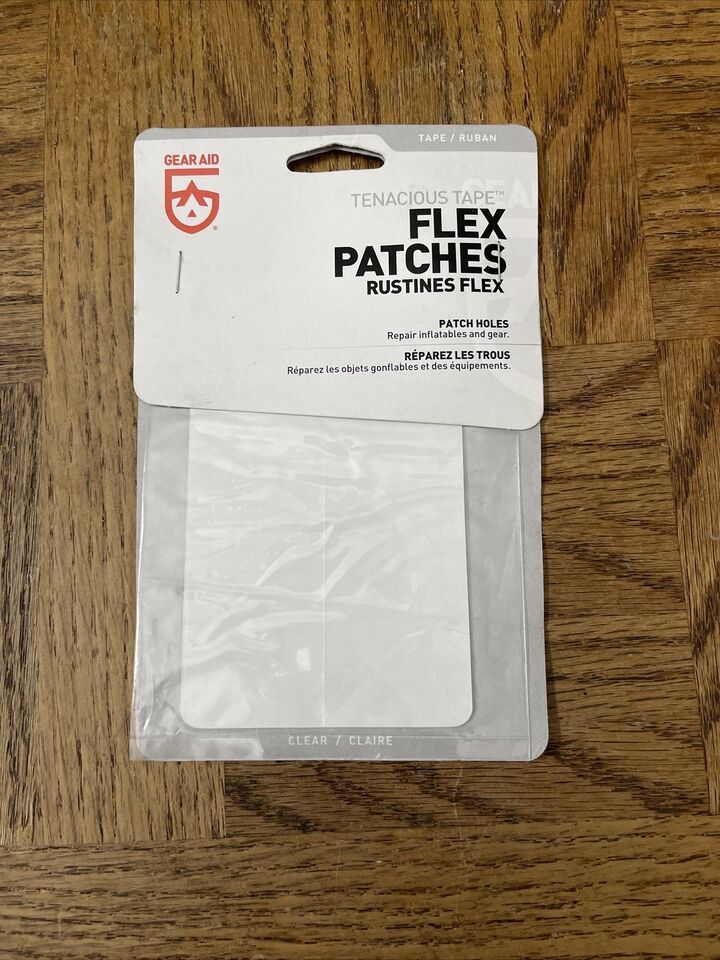 TAPE / RUBAN
GEAR AID
®
TENACIOUS TAPE™
FLEX
PATCHES
RUSTINES FLEX
PATCH HOLES
Repair inflatables and gear.
RÉPAREZ LES TROUS
Réparez les objets gonflables et des équipements.
CLEAR / CLAIRE